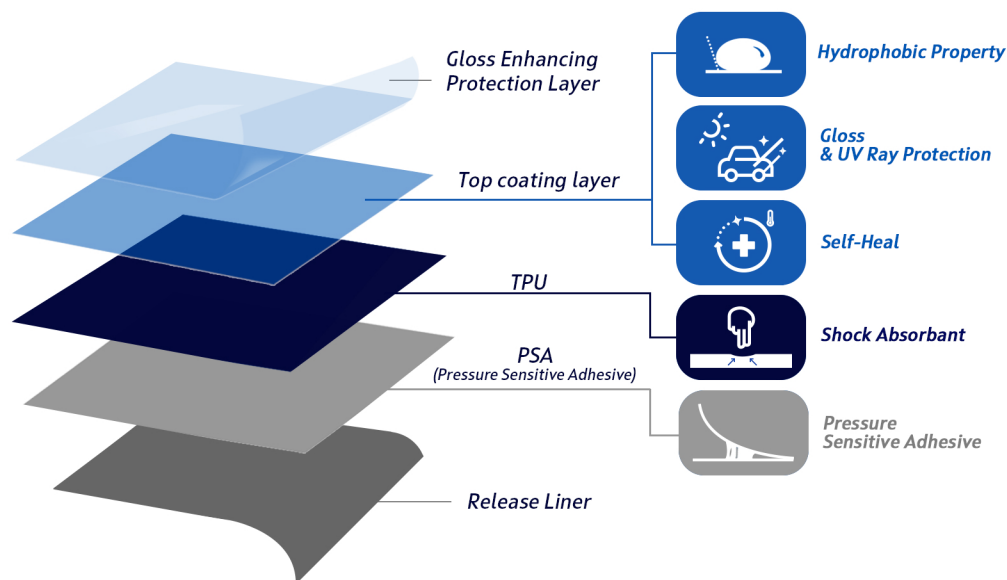 Gloss Enhancing
Protection Layer
Top coating layer
TPU
PSA
(Pressure Sensitive Adhesive)
Release Liner
Hydrophobic Property
Gloss
& UV Ray Protection
Self-Heal
Shock Absorbant
Pressure
Sensitive Adhesive